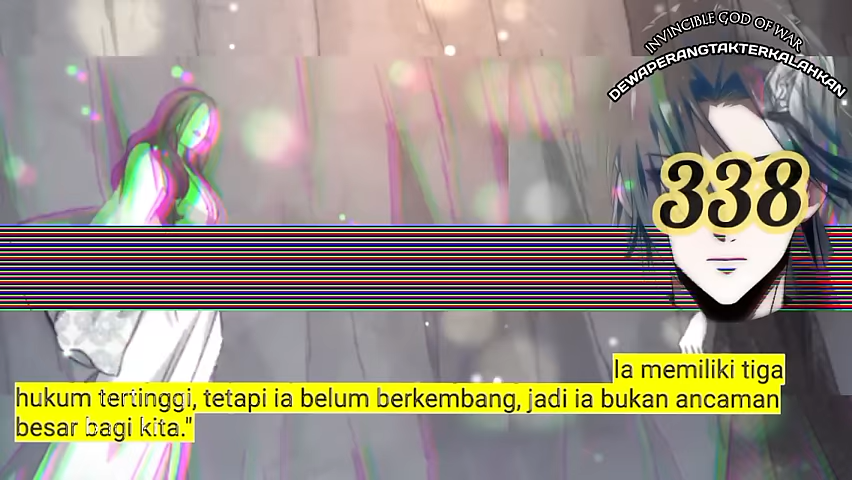 INVINCIBLE GOD OF WAR
DEWAPERANGTAKTERKALAHKAN
338
Ia memiliki tiga
hukum tertinggi, tetapi ia belum berkembang, jadi ia bukan ancaman
besar bagi kita."